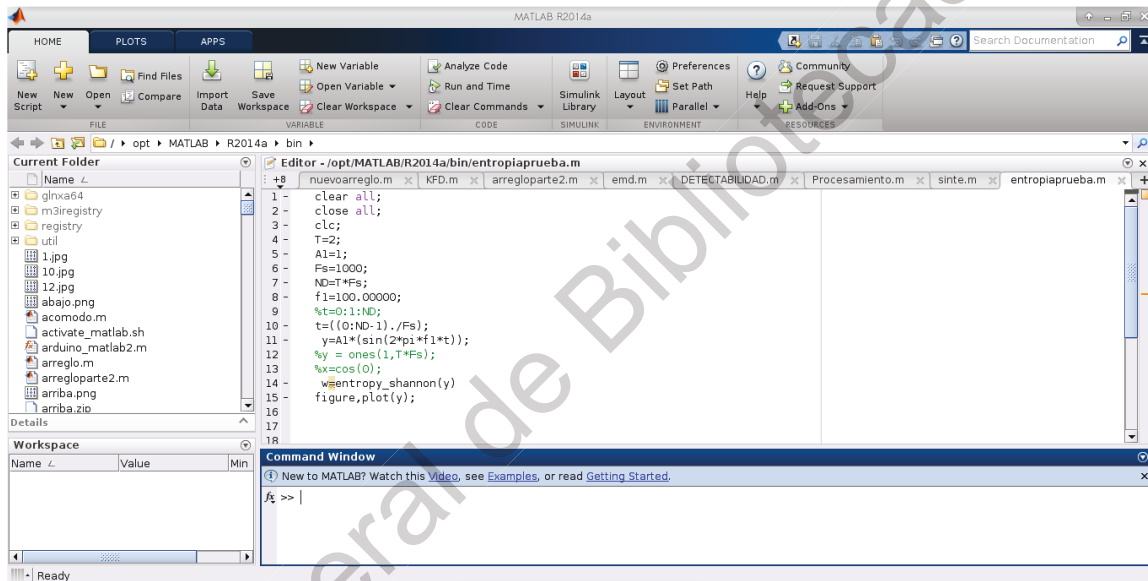 MATLAB R2014a
HOME PLOTS APPS
Search Documentation
New Script
New
Open
Find Files
Compare
Import Data
Save Workspace
New Variable
Open Variable
Clear Workspace
Analyze Code
Run and Time
Clear Commands
Simulink Library
Layout
Preferences
Set Path
Parallel
Help
Community
Request Support
Add-Ons
FILE VARIABLE CODE SIMULINK ENVIRONMENT RESOURCES
/ opt MATLAB R2014a bin
Current Folder
Name
glnxa64
m3iregistry
registry
util
1.jpg
10.jpg
12.jpg
abajo.png
acomodo.m
activate_matlab.sh
arduino_matlab2.m
arreglo.m
arregloparte2.m
arriba.png
arriba.zip
Details
Workspace
Name Value Min
Editor - /opt/MATLAB/R2014a/bin/entropiaprueba.m
+8 nuevoarreglo.m KFD.m arregloparte2.m emd.m DETECTABILIDAD.m Procesamiento.m sinte.m entropiaprueba.m
1 - clear all;
2 - close all;
3 - clc;
4 - T=2;
5 - A1=1;
6 - Fs=1000;
7 - ND=T*Fs;
8 - f1=100.00000;
9 %t=0:1:ND;
10 - t=((0:ND-1)./Fs);
11 - y=A1*(sin(2*pi*f1*t));
12 %y = ones(1,T*Fs);
13 %x=cos(0);
14 - w=entropy_shannon(y)
15 - figure,plot(y);
16
17
18
Command Window
New to MATLAB? Watch this Video, see Examples, or read Getting Started.
fx >>
Ready
eral de Bibliotecas